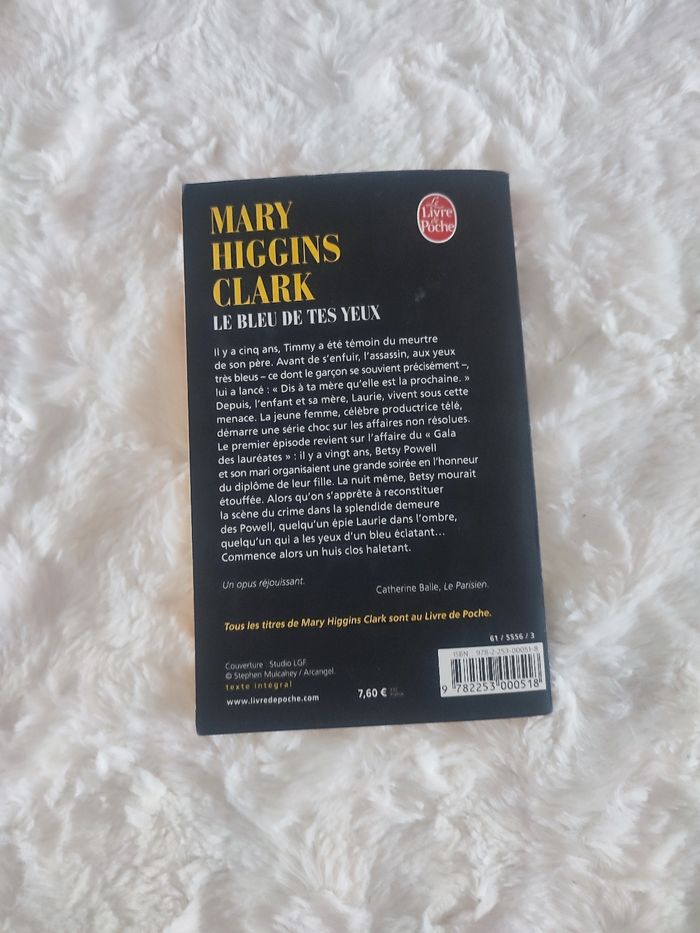 MARY
HIGGINS
CLARK
Le Livre de Poche
LE BLEU DE TES YEUX
Il y a cinq ans, Timmy a été témoin du meurtre
de son père. Avant de s'enfuir, l'assassin, aux yeux
très bleus – ce dont le garçon se souvient précisément –,
lui a lancé : « Dis à ta mère qu'elle est la prochaine. »
Depuis, l'enfant et sa mère, Laurie, vivent sous cette
menace. La jeune femme, célèbre productrice télé,
démarre une série choc sur les affaires non résolues.
Le premier épisode revient sur l'affaire du « Gala
des lauréates » : il y a vingt ans, Betsy Powell
et son mari organisaient une grande soirée en l'honneur
du diplôme de leur fille. La nuit même, Betsy mourait
étouffée. Alors qu'on s'apprête à reconstituer
la scène du crime dans la splendide demeure
des Powell, quelqu'un épie Laurie dans l'ombre,
quelqu'un qui a les yeux d'un bleu éclatant...
Commence alors un huis clos haletant.
Un opus réjouissant.
Catherine Balle, Le Parisien.
Tous les titres de Mary Higgins Clark sont au Livre de Poche.
61 / 5556 / 3
ISBN : 978-2-253-00051-8
Couverture : Studio LGF.
© Stephen Mulcahey / Arcangel.
texte intégral
www.livredepoche.com
7,60 €
9 782253 000518